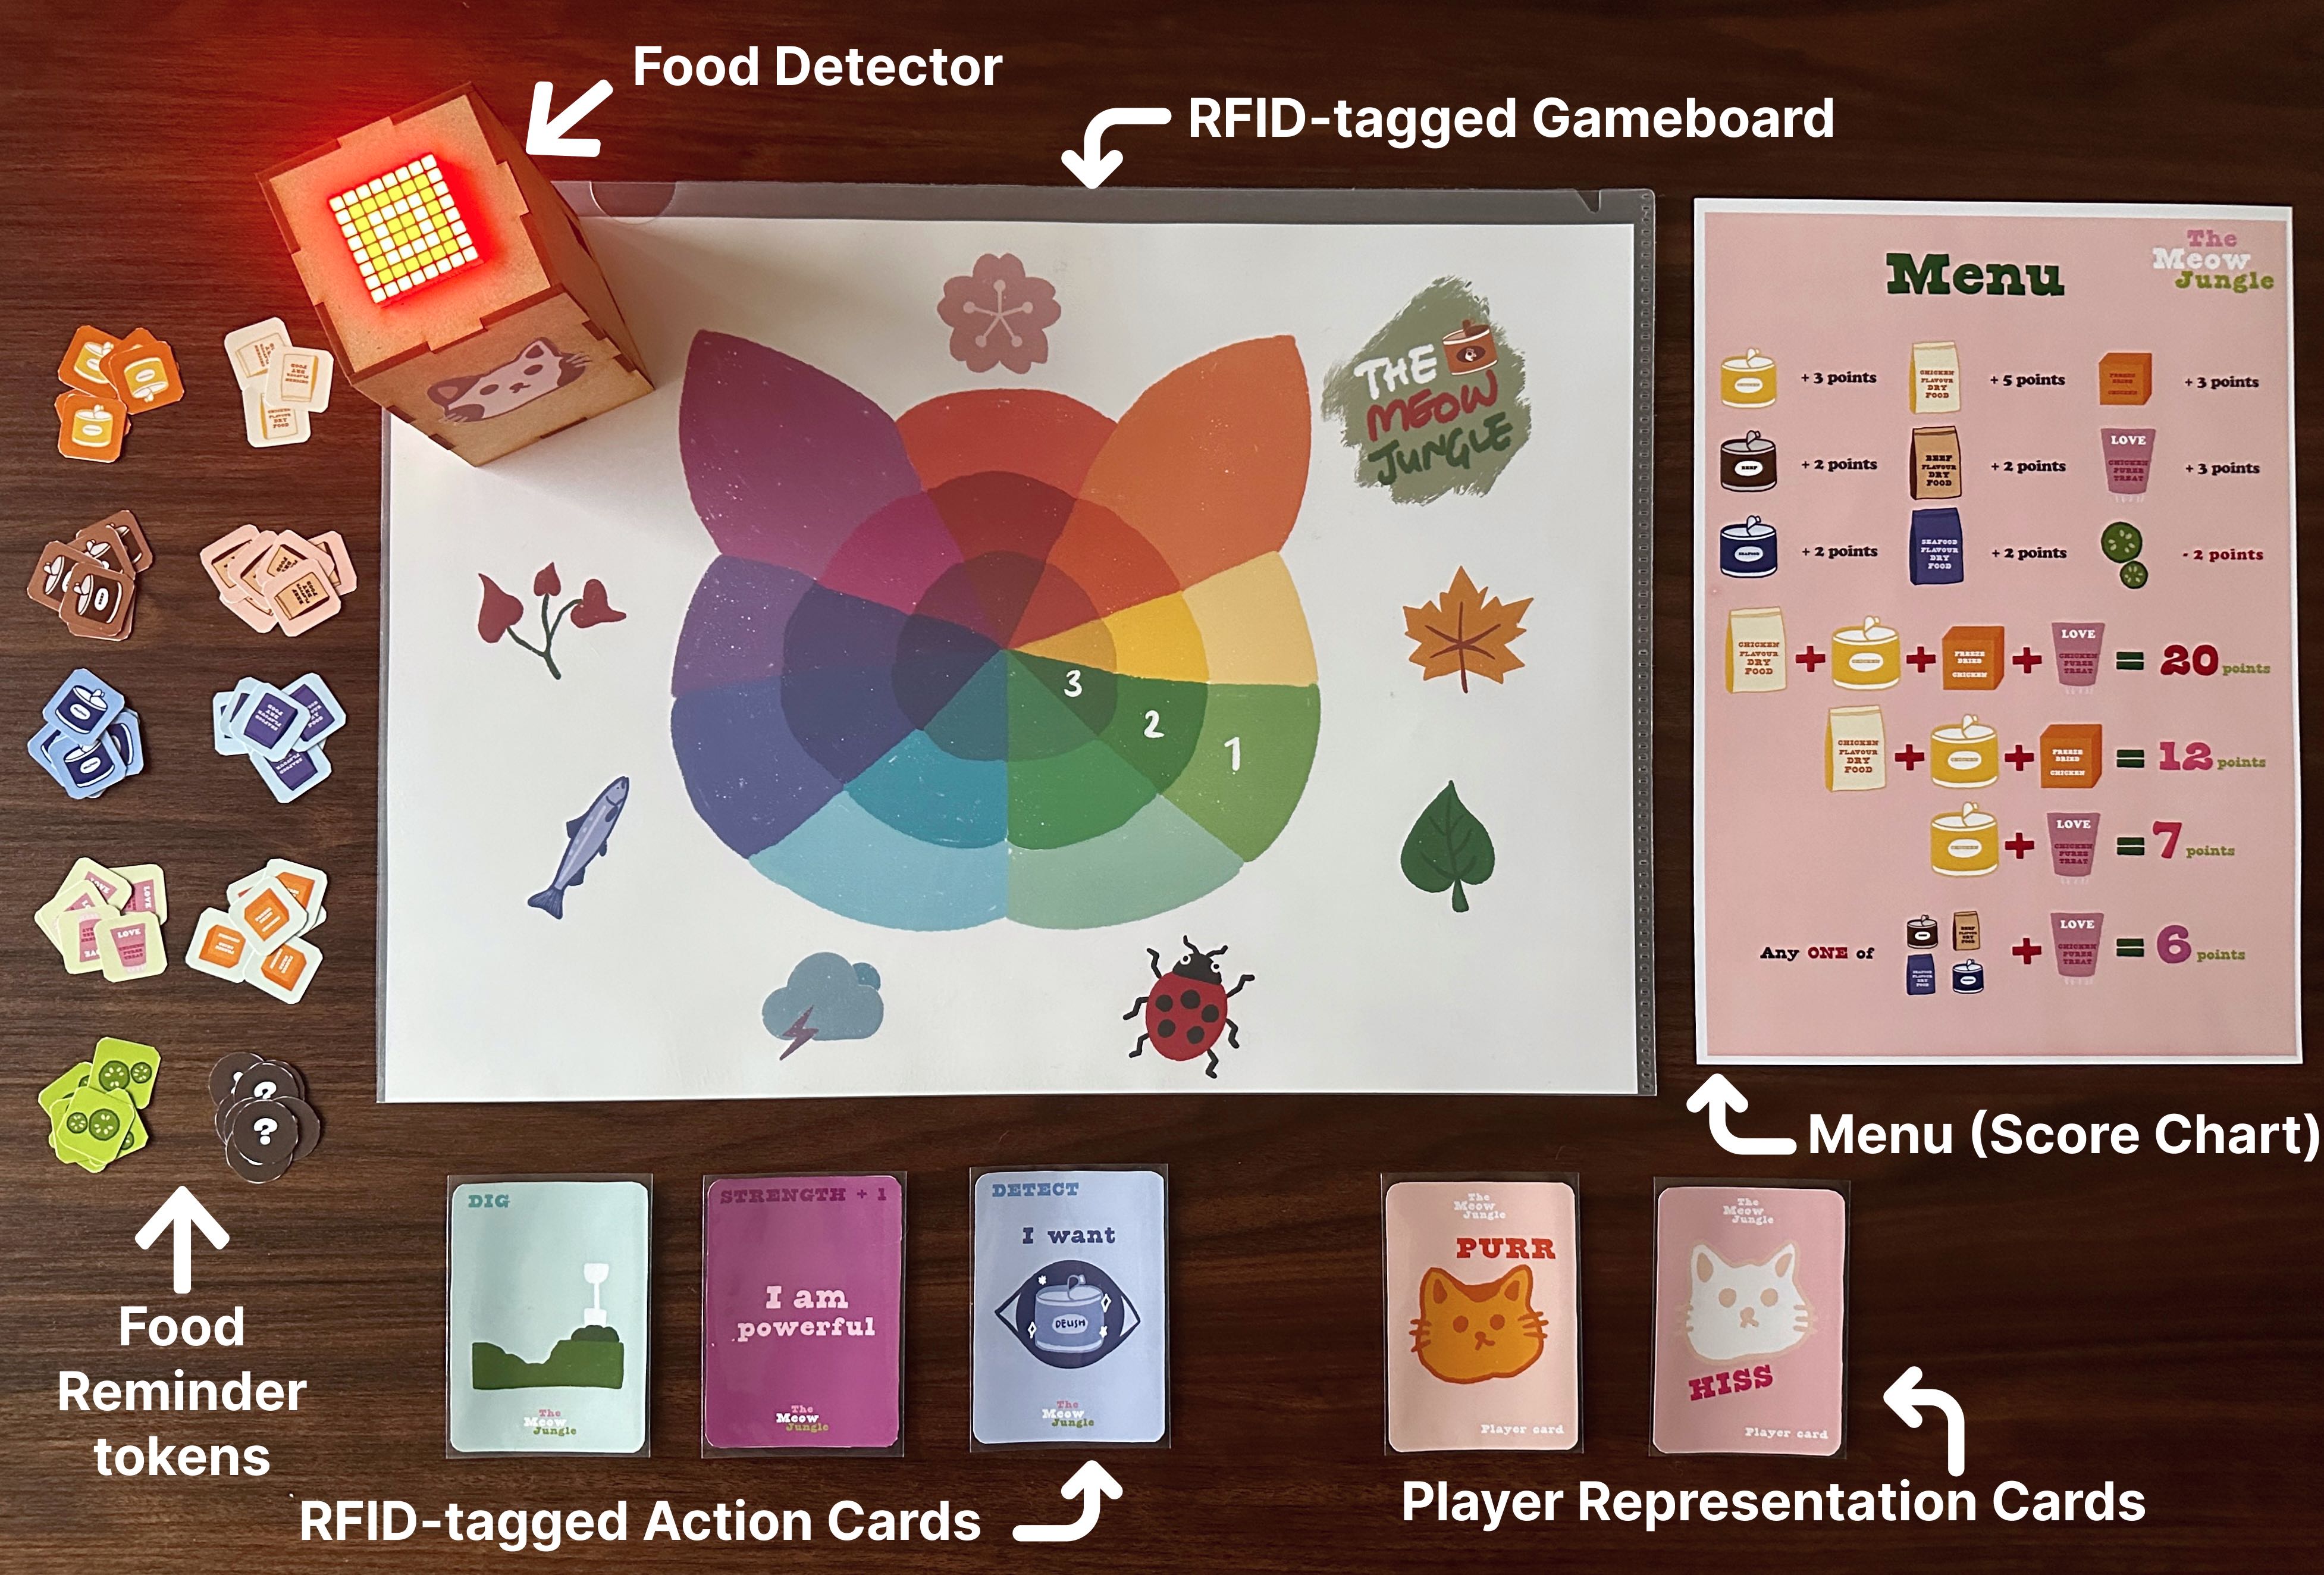 Food Detector
RFID-tagged Gameboard
THE
MEOW
JUNGLE
3
2
1
The
Meow
Jungle
Menu
CHICKEN
+ 3 points
CHICKEN
FLAVOUR
DRY
FOOD
+ 5 points
FREEZE
DRIED
CHICKEN
+ 3 points
BEEF
+ 2 points
BEEF
FLAVOUR
DRY
FOOD
+ 2 points
LOVE
CHICKEN
PUREE
TREAT
+ 3 points
SEAFOOD
+ 2 points
SEAFOOD
FLAVOUR
DRY
FOOD
+ 2 points
- 2 points
CHICKEN
FLAVOUR
DRY
FOOD
+
CHICKEN
+
FREEZE
DRIED
CHICKEN
+
LOVE
CHICKEN
PUREE
TREAT
= 20 points
CHICKEN
FLAVOUR
DRY
FOOD
+
CHICKEN
+
FREEZE
DRIED
CHICKEN
= 12 points
CHICKEN
+
LOVE
CHICKEN
PUREE
TREAT
= 7 points
Any ONE of
+
LOVE
CHICKEN
PUREE
TREAT
= 6 points
Menu (Score Chart)
LOVE
?
?
Food
Reminder
tokens
DIG
The
Meow
Jungle
STRENGTH + 1
I am
powerful
The
Meow
Jungle
DETECT
I want
DELISH
The
Meow
Jungle
RFID-tagged Action Cards
The
Meow
Jungle
PURR
Player card
The
Meow
Jungle
HISS
Player card
Player Representation Cards